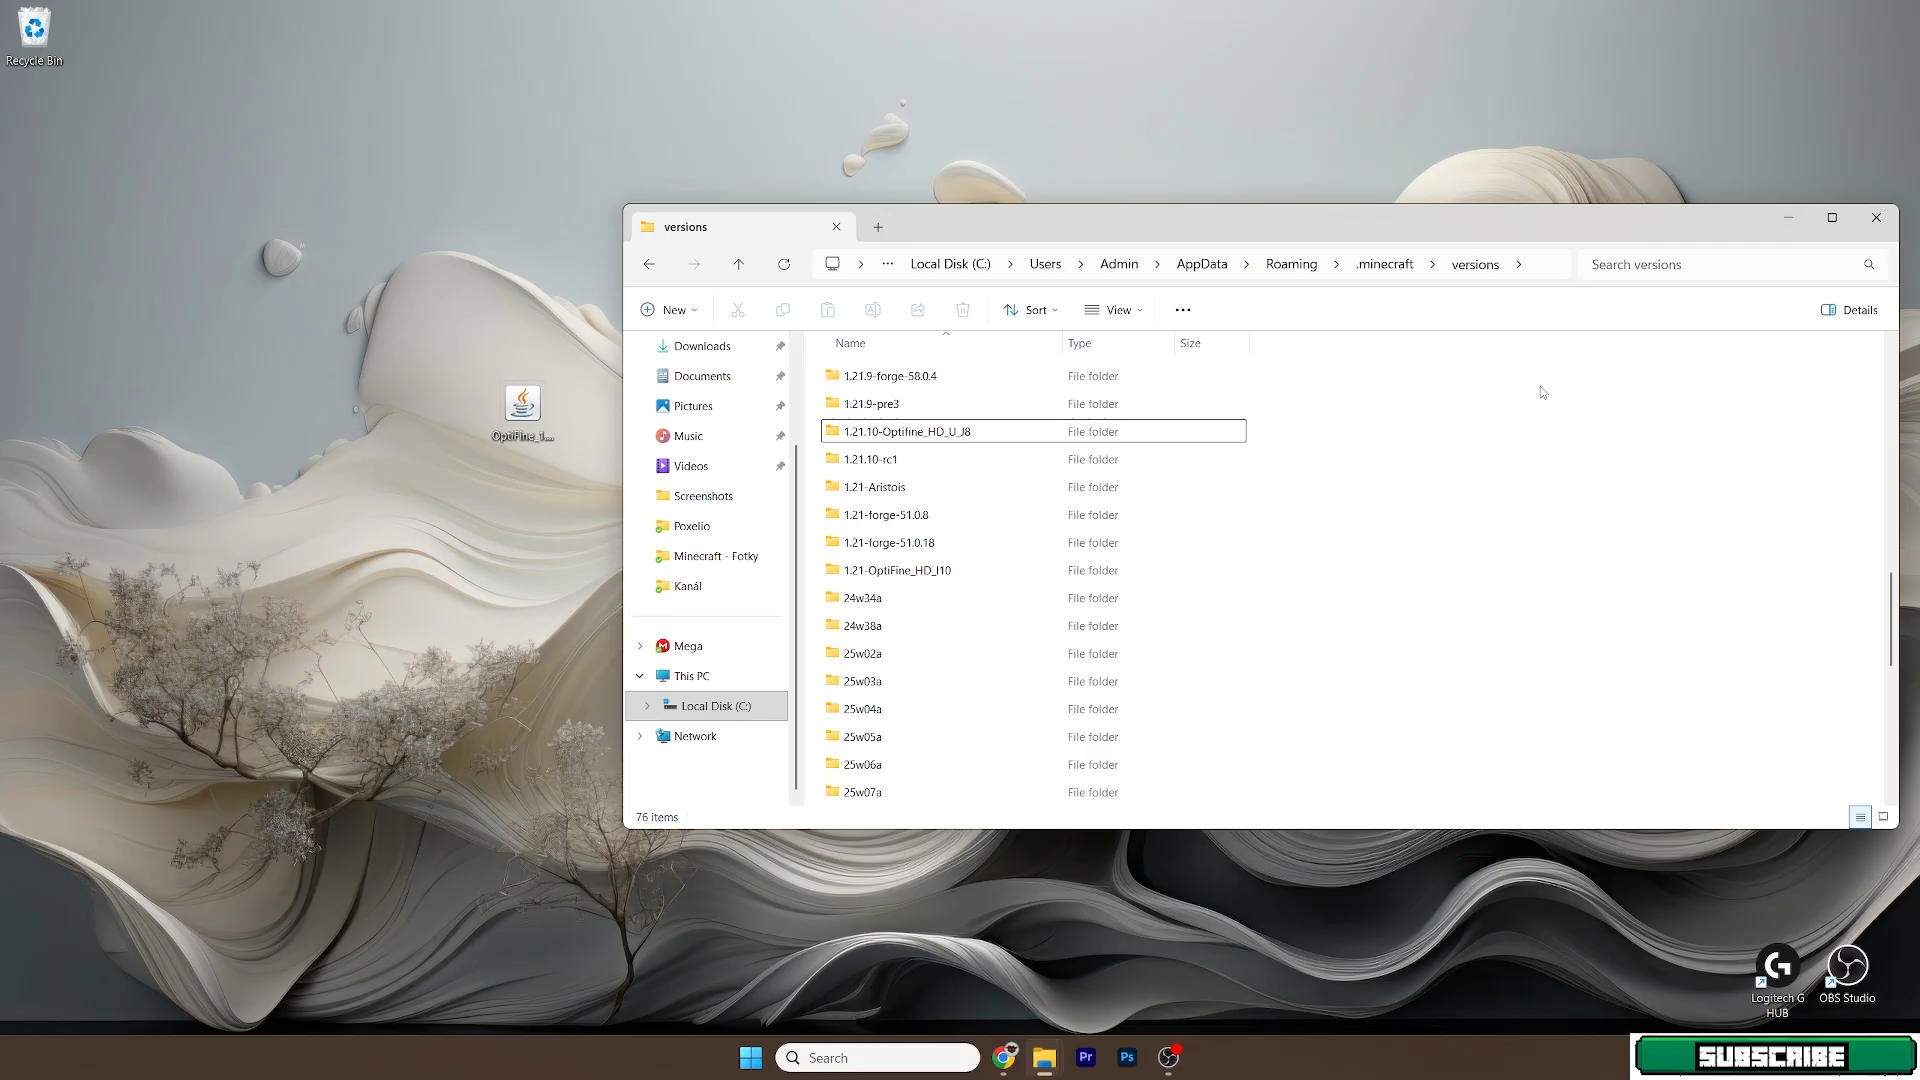 Recycle Bin
OptiFine_1....
versions
Local Disk (C:)
Users
Admin
AppData
Roaming
.minecraft
versions
Search versions
New
Sort
View
Details
Downloads
Documents
Pictures
Music
Videos
Screenshots
Poxelio
Minecraft - Fotky
Kanál
Mega
This PC
Local Disk (C:)
Network
Name Type Size
1.21.9-forge-58.0.4 File folder
1.21.9-pre3 File folder
1.21.10-Optifine_HD_U_J8 File folder
1.21.10-rc1 File folder
1.21-Aristois File folder
1.21-forge-51.0.8 File folder
1.21-forge-51.0.18 File folder
1.21-OptiFine_HD_I10 File folder
24w34a File folder
24w38a File folder
25w02a File folder
25w03a File folder
25w04a File folder
25w05a File folder
25w06a File folder
25w07a File folder
76 items
Logitech G
HUB
OBS Studio
Search
Pr
Ps
SUBSCRIBE